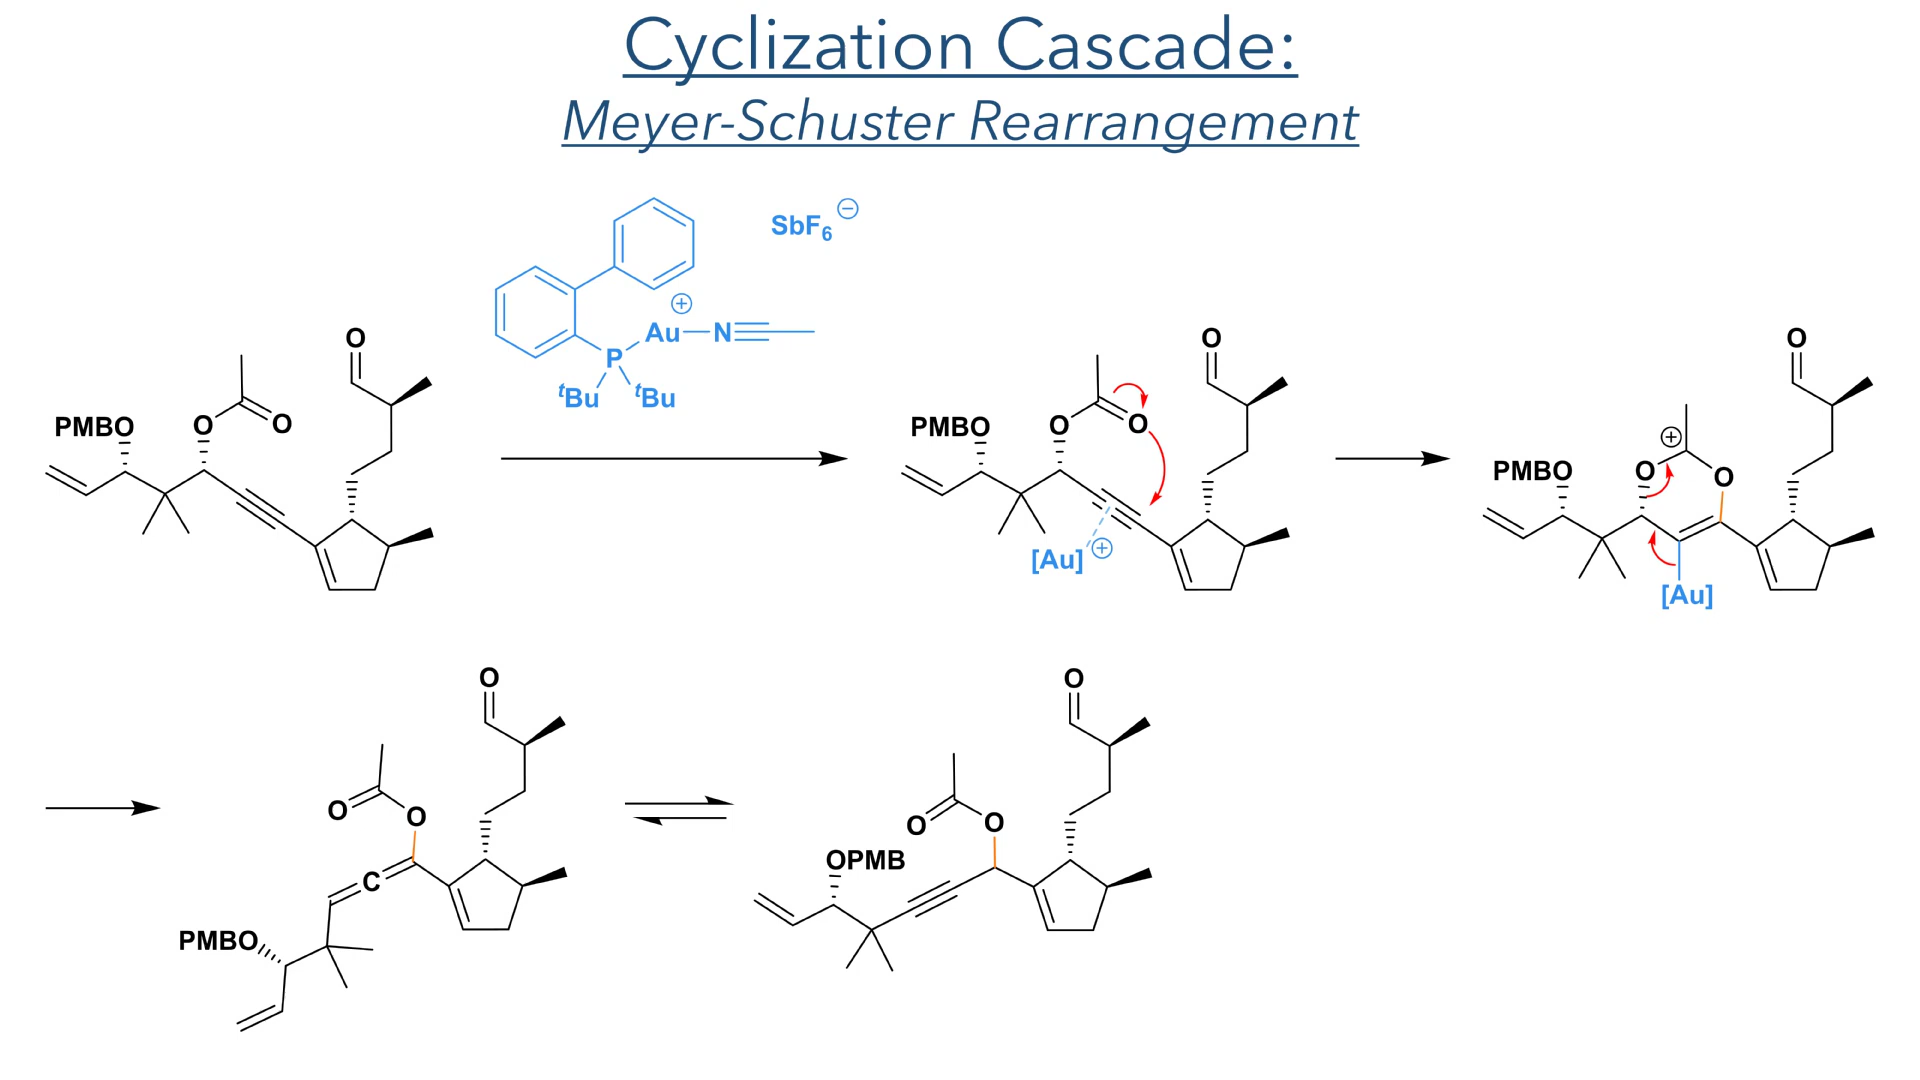 Cyclization Cascade:
Meyer-Schuster Rearrangement
SbF6 ⊖
⊕
Au N
P
tBu tBu
O
PMBO O O
O
PMBO O O
[Au] ⊕
O
⊕
PMBO O O
[Au]
O
O O
C
PMBO
O
O O
OPMB